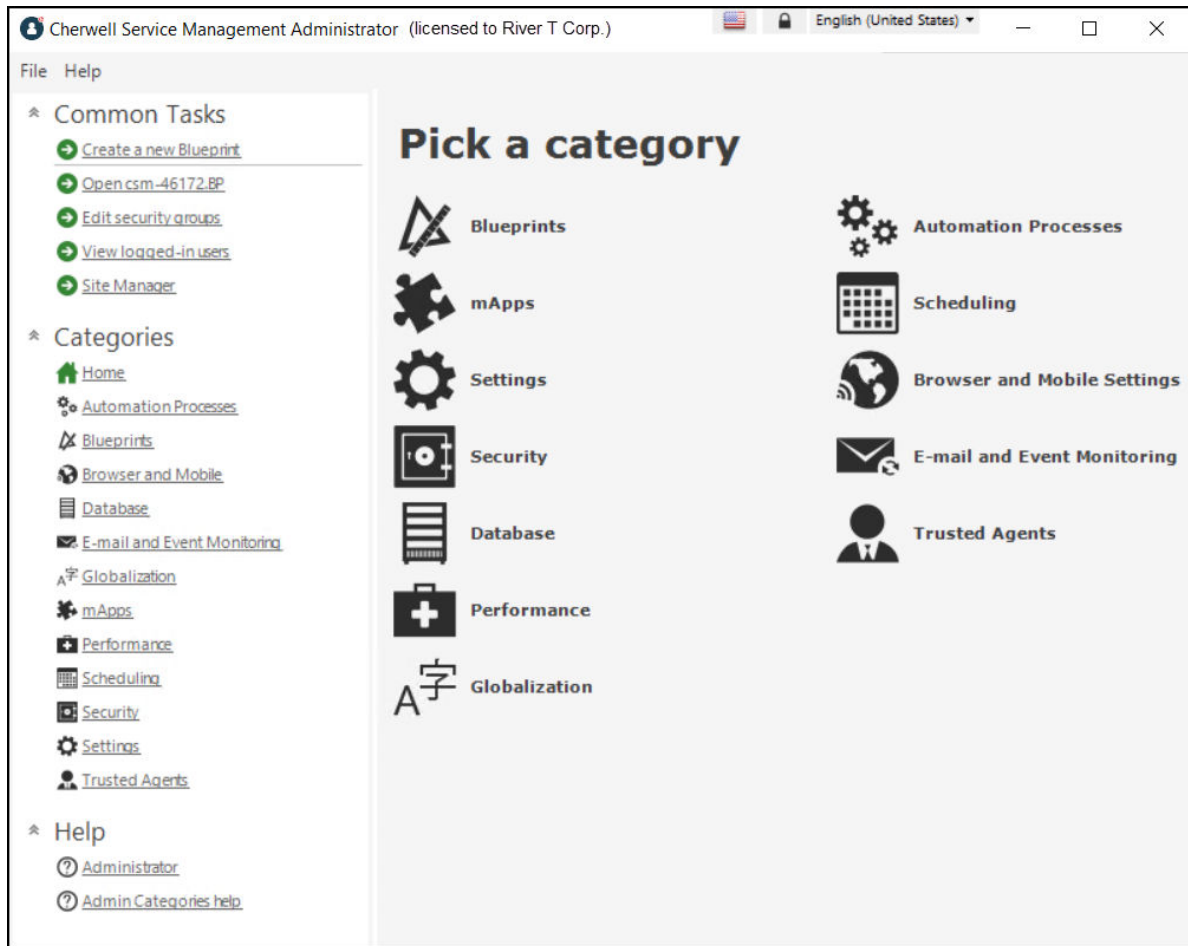 Cherwell Service Management Administrator (licensed to River T Corp.)
English (United States)
File Help
Common Tasks
Create a new Blueprint
Open csm-46172.BP
Edit security groups
View logged-in users
Site Manager
Categories
Home
Automation Processes
Blueprints
Browser and Mobile
Database
E-mail and Event Monitoring
A字 Globalization
mApps
Performance
Scheduling
Security
Settings
Trusted Agents
Help
? Administrator
? Admin Categories help
Pick a category
Blueprints
mApps
Settings
Security
Database
Performance
A字 Globalization
Automation Processes
Scheduling
Browser and Mobile Settings
E-mail and Event Monitoring
Trusted Agents